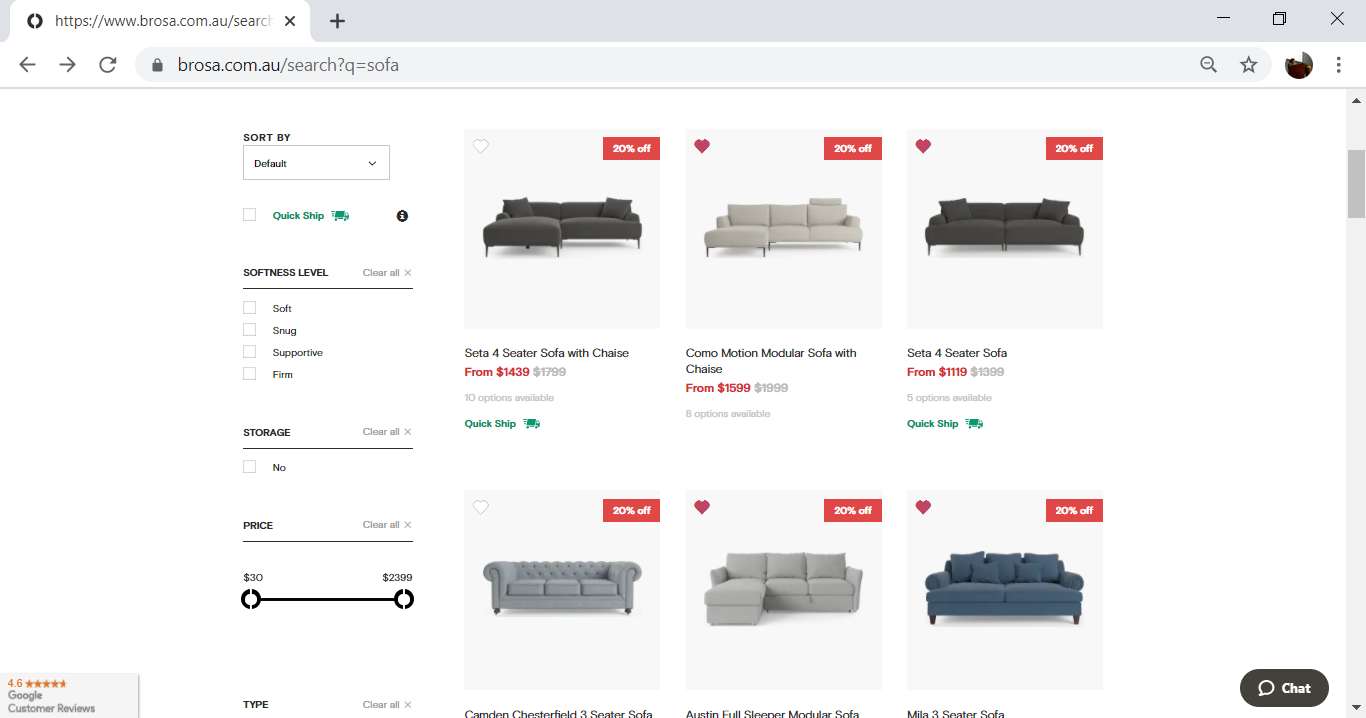 https://www.brosa.com.au/search
brosa.com.au/search?q=sofa
SORT BY
Default
Quick Ship
SOFTNESS LEVEL
Clear all ×
Soft
Snug
Supportive
Firm
STORAGE
Clear all ×
No
PRICE
Clear all ×
$30
$2399
TYPE
Clear all ×
20% off
Seta 4 Seater Sofa with Chaise
From $1439 $1799
10 options available
Quick Ship
20% off
Como Motion Modular Sofa with
Chaise
From $1599 $1999
8 options available
20% off
Seta 4 Seater Sofa
From $1119 $1399
5 options available
Quick Ship
20% off
Camden Chesterfield 3 Seater Sofa
20% off
Austin Full Sleeper Modular Sofa
20% off
Mila 3 Seater Sofa
4.6
Google
Customer Reviews
Chat